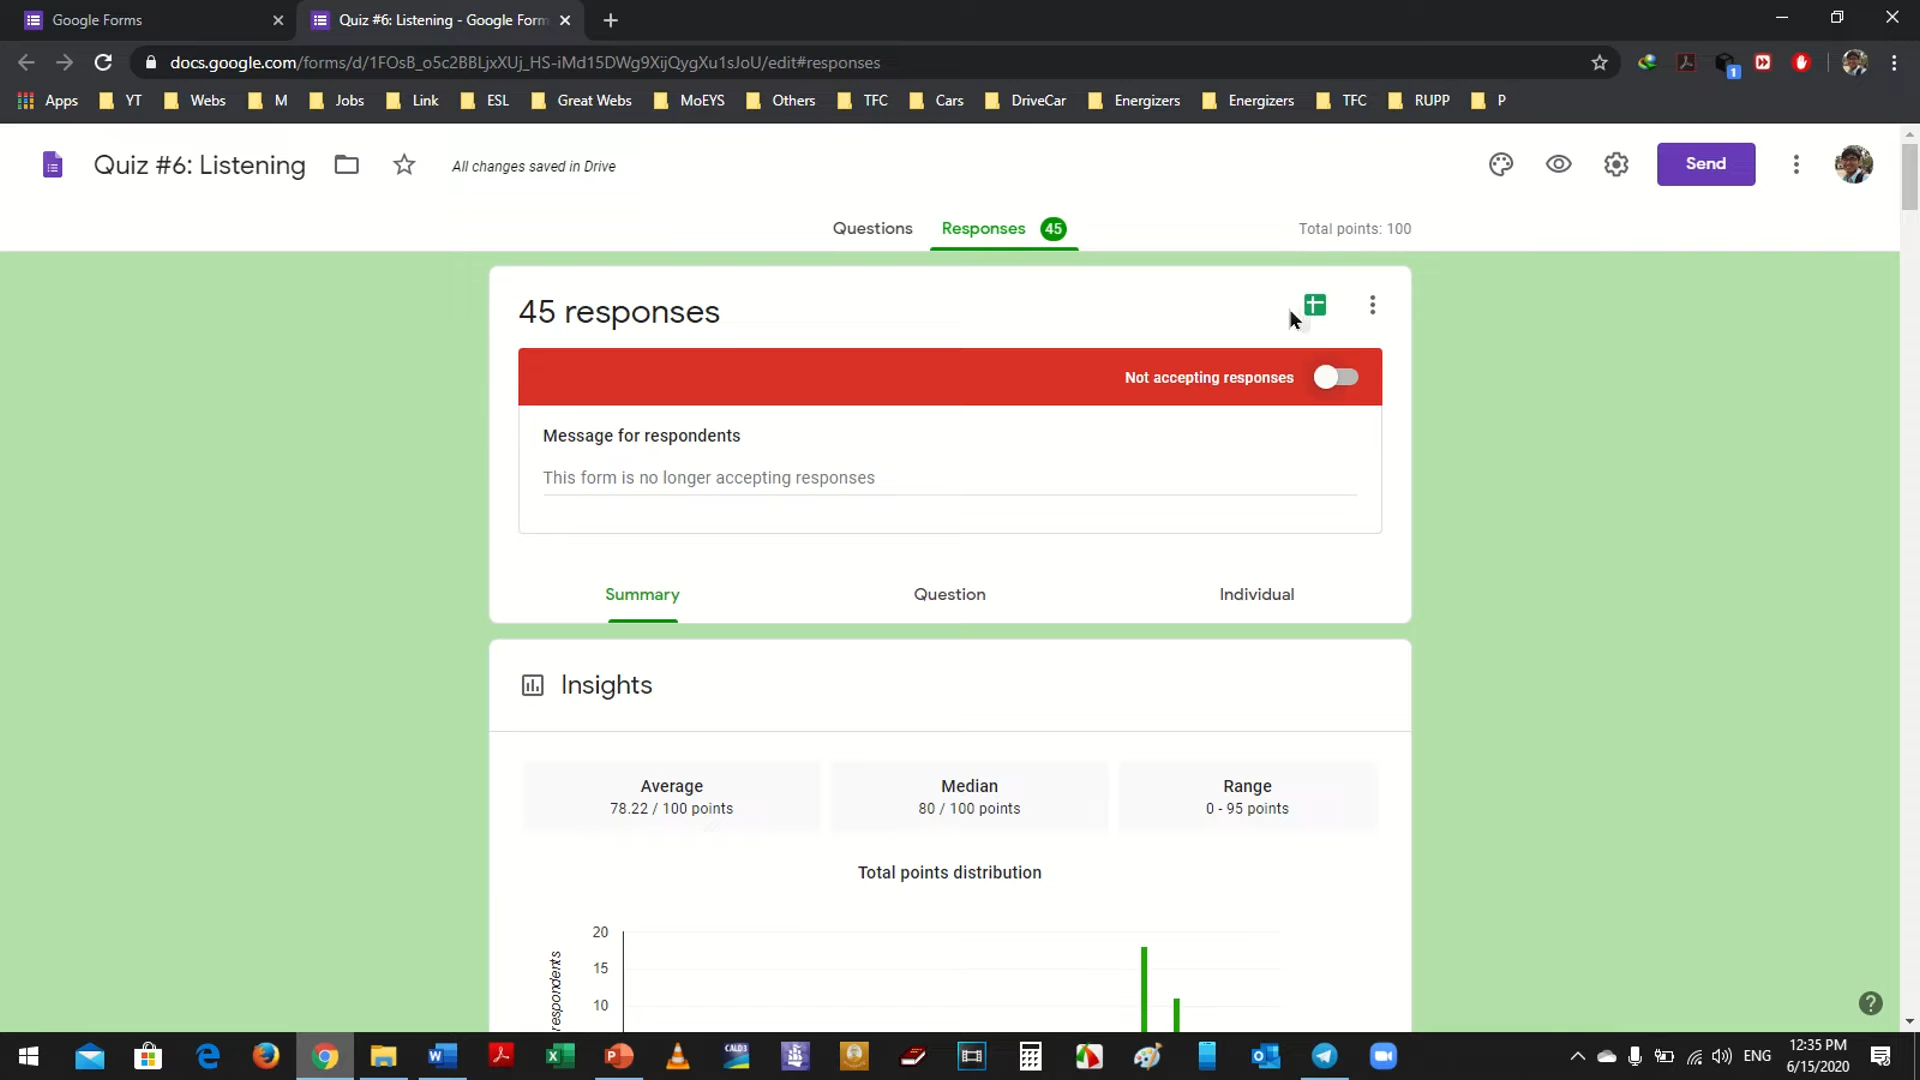 Google Forms
Quiz #6: Listening - Google Form
docs.google.com/forms/d/1FOsB_o5c2BBLjxXUj_HS-iMd15DWg9XijQygXu1sJoU/edit#responses
Apps YT Webs M Jobs Link ESL Great Webs MoEYS Others TFC Cars DriveCar Energizers Energizers TFC RUPP P
Quiz #6: Listening
All changes saved in Drive
Send
Questions
Responses 45
Total points: 100
45 responses
Not accepting responses
Message for respondents
This form is no longer accepting responses
Summary Question Individual
Insights
Average
78.22 / 100 points
Median
80 / 100 points
Range
0 - 95 points
Total points distribution
20
15
10
respondents
CALD3
ENG
12:35 PM
6/15/2020